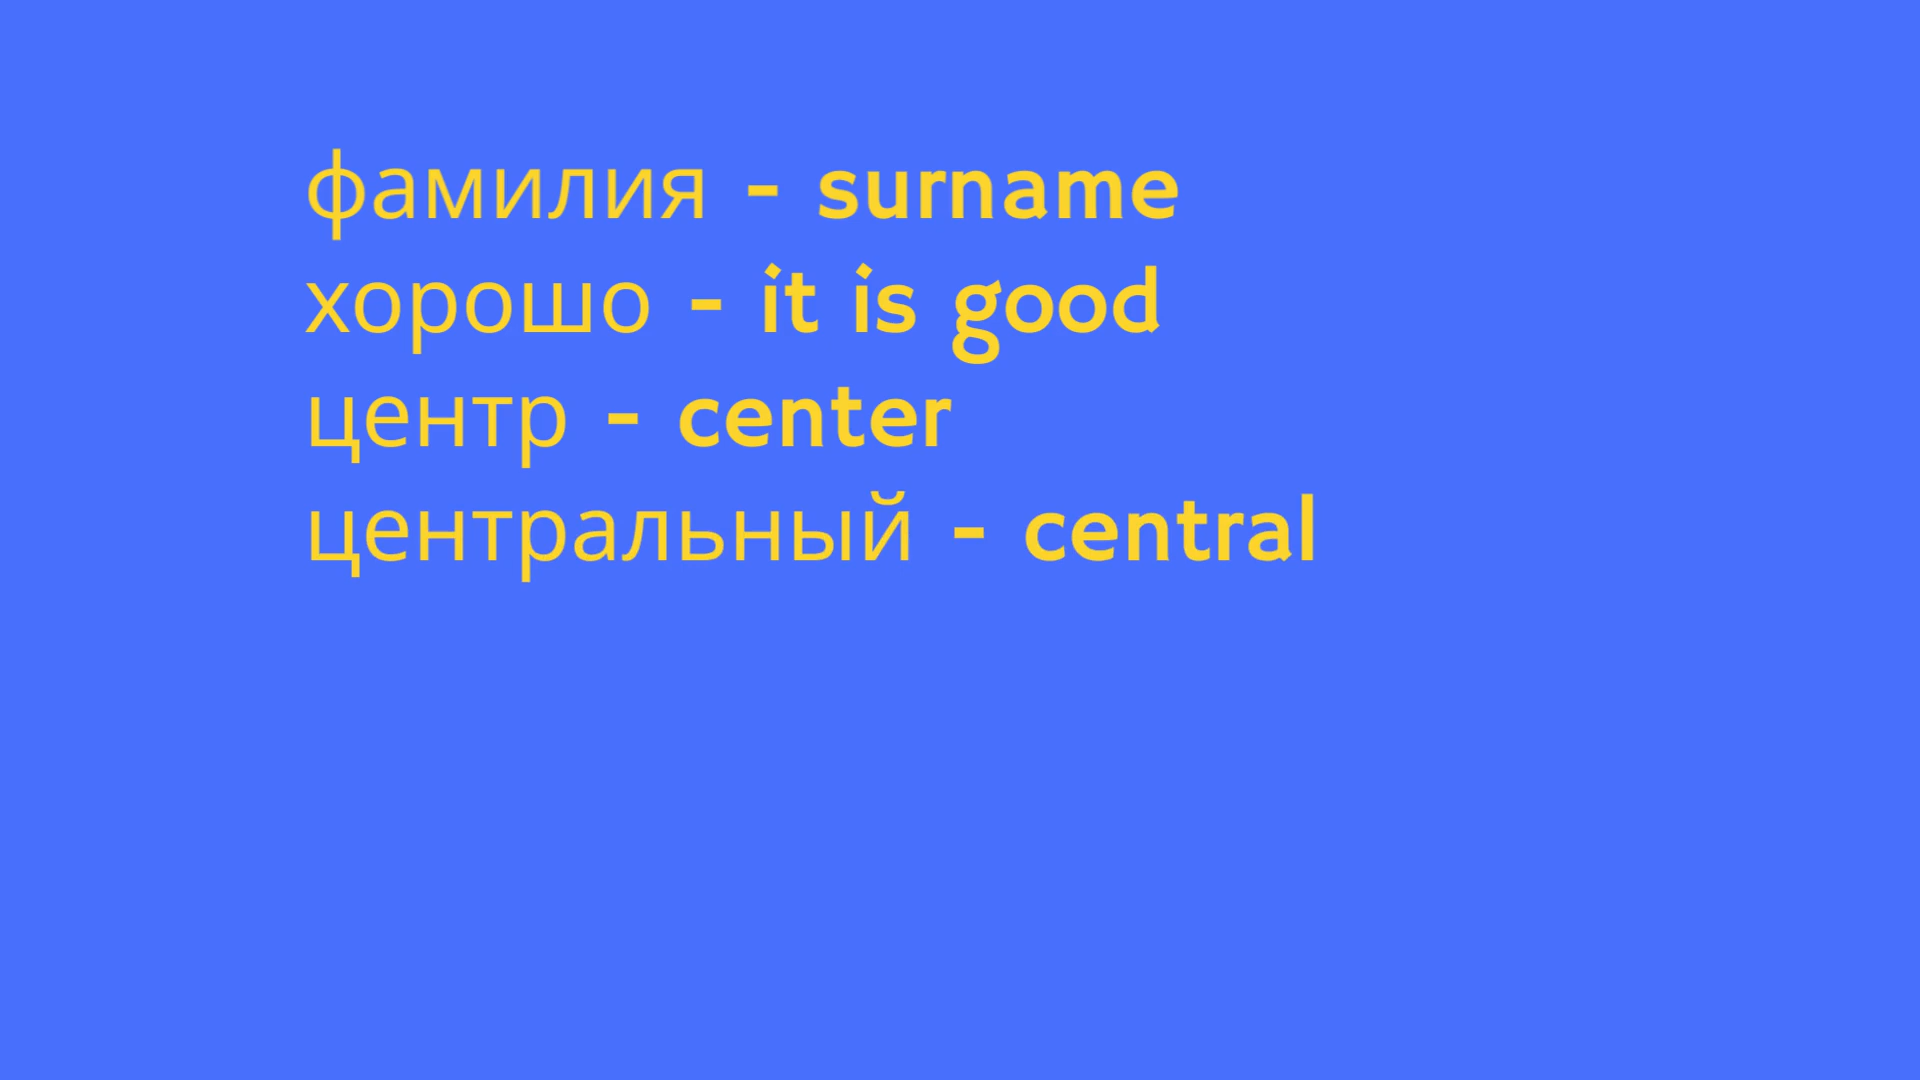 фамилия - surname
хорошо - it is good
центр - center
центральный - central